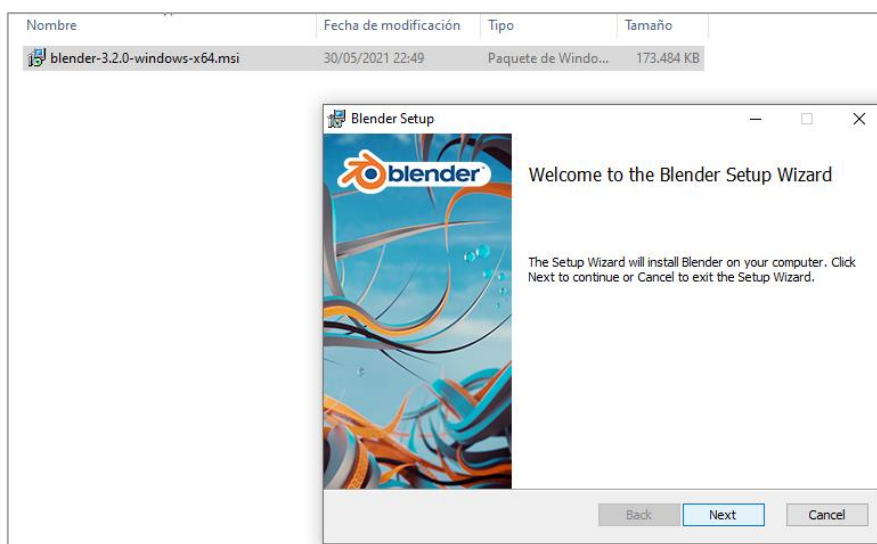 Nombre Fecha de modificación Tipo Tamaño
blender-3.2.0-windows-x64.msi 30/05/2021 22:49 Paquete de Windo... 173.484 KB
Blender Setup
blender
Welcome to the Blender Setup Wizard
The Setup Wizard will install Blender on your computer. Click
Next to continue or Cancel to exit the Setup Wizard.
Back Next Cancel